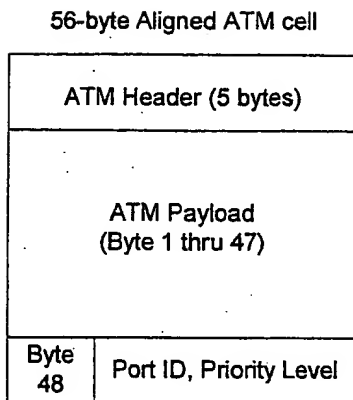 56-byte Aligned ATM cell
ATM Header (5 bytes)
ATM Payload
(Byte 1 thru 47)
Byte
48
Port ID, Priority Level